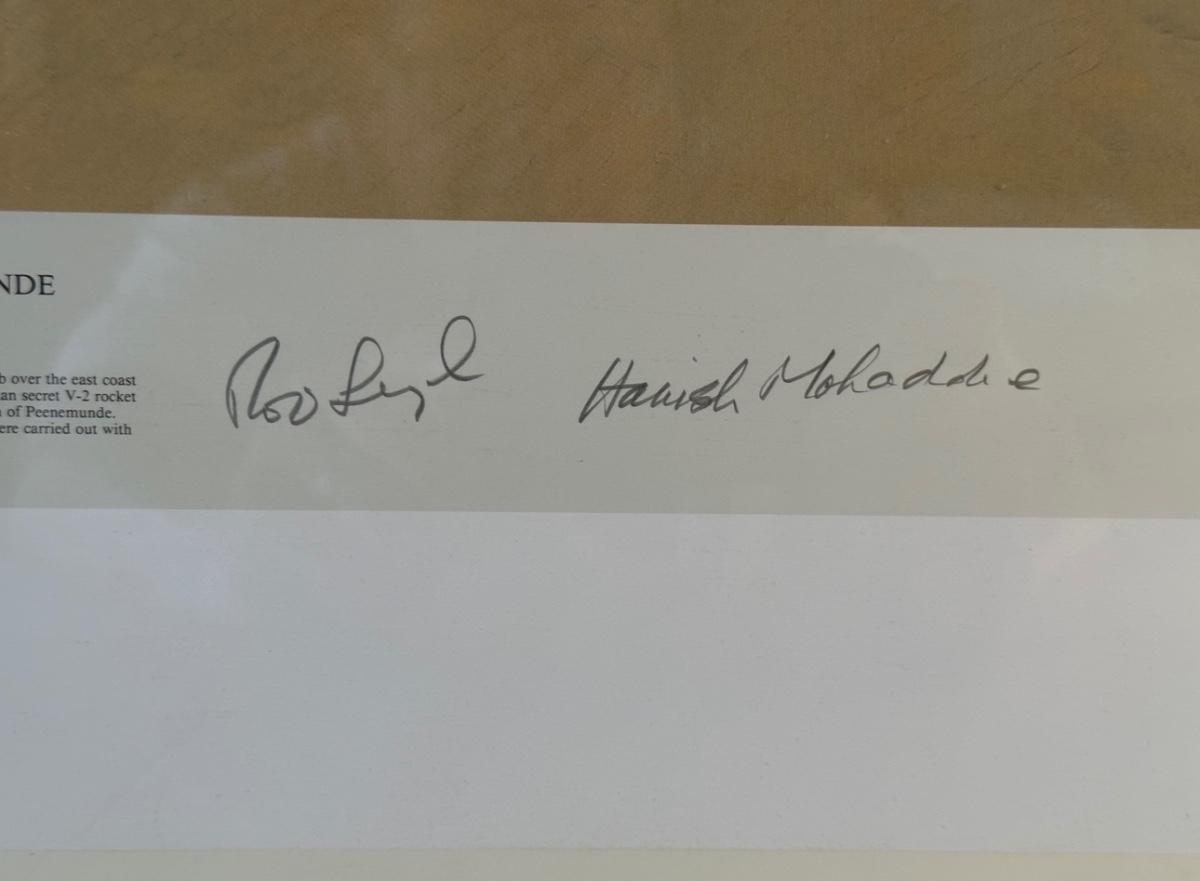 NDE
b over the east coast
an secret V-2 rocket
of Peenemunde.
ere carried out with
Hamish Mahaddie